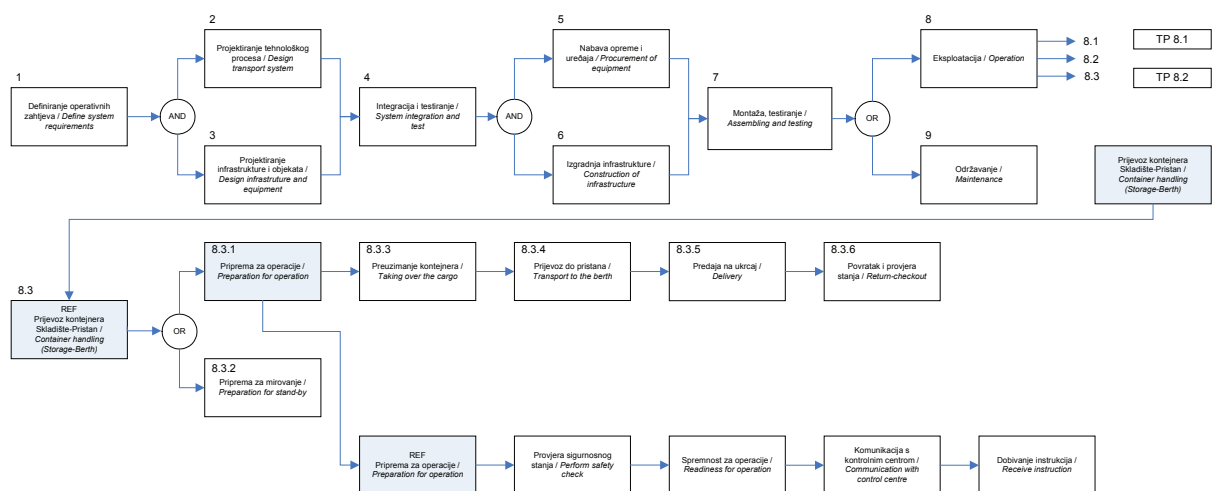 1
Definiranje operativnih
zahtjeva / Define system
requirements
AND
2
Projektiranje tehnološkog
procesa / Design
transport system
3
Projektiranje
infrastrukture i objekata /
Design infrastruture and
equipment
4
Integracija i testiranje /
System integration and
test
AND
5
Nabava opreme i
uređaja / Procurement of
equipment
6
Izgradnja infrastrukture /
Construction of
infrastructure
7
Montaža, testiranje /
Assembling and testing
OR
8
Eksploatacija / Operation
8.1
8.2
8.3
TP 8.1
TP 8.2
9
Održavanje /
Maintenance
Prijevoz kontejnera
Skladište-Pristan /
Container handling
(Storage-Berth)
8.3
REF
Prijevoz kontejnera
Skladište-Pristan /
Container handling
(Storage-Berth)
OR
8.3.1
Priprema za operacije /
Preparation for operation
8.3.3
Preuzimanje kontejnera /
Taking over the cargo
8.3.4
Prijevoz do pristana /
Transport to the berth
8.3.5
Predaja na ukrcaj /
Delivery
8.3.6
Povratak i provjera
stanja / Return-checkout
8.3.2
Priprema za mirovanje /
Preparation for stand-by
REF
Priprema za operacije /
Preparation for operation
Provjera sigurnosnog
stanja / Perform safety
check
Spremnost za operacije /
Readiness for operation
Komunikacija s
kontrolnim centrom /
Communication with
control centre
Dobivanje instrukcija /
Receive instruction